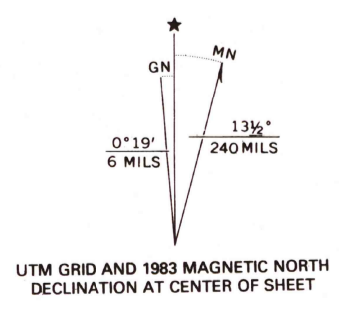 ★
MN
GN
13½°
0°19'
240 MILS
6 MILS
UTM GRID AND 1983 MAGNETIC NORTH
DECLINATION AT CENTER OF SHEET